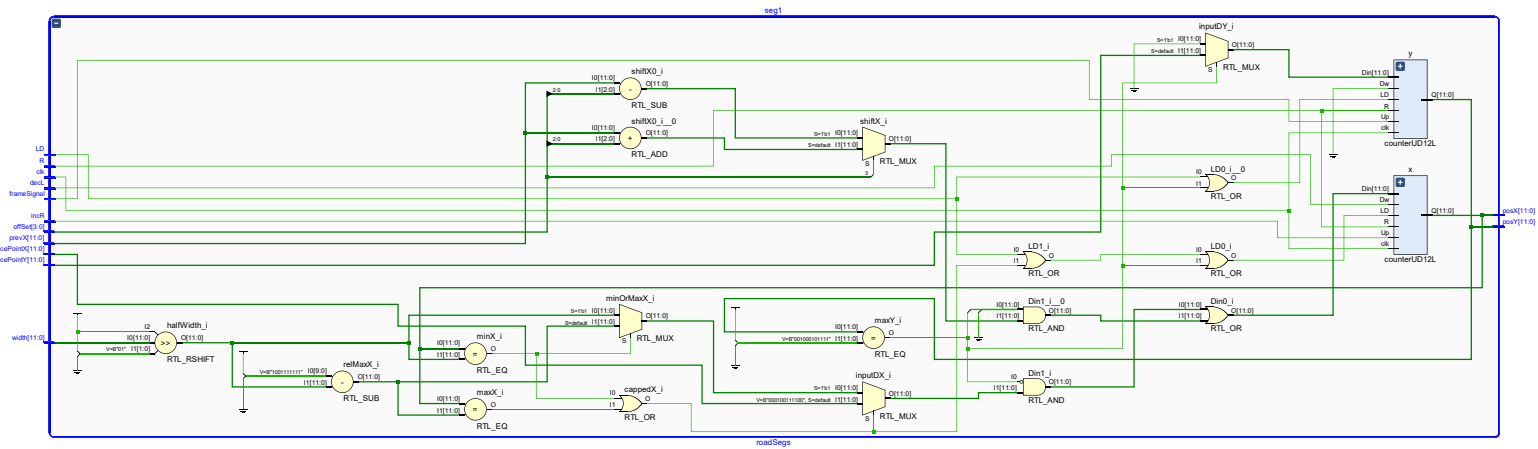 seg1
inputDY_i
S=1'b1 I0[11:0]
O[11:0]
S=default I1[11:0]
S
RTL_MUX
y
Din[11:0]
Dw
LD
Q[11:0]
R
Up
clk
counterUD12L
shiftX0_i
I0[11:0]
O[11:0]
2:0
I1[2:0]
-
RTL_SUB
shiftX0_i__0
I0[11:0]
O[11:0]
2:0
I1[2:0]
+
RTL_ADD
shiftX_i
S=1'b1 I0[11:0]
O[11:0]
S=default I1[11:0]
S
RTL_MUX
3
LD
R
clk
decL
frameSignal
incR
offSet[3:0]
prevX[11:0]
cePointX[11:0]
cePointY[11:0]
width[11:0]
LD0_i__0
I0
O
I1
RTL_OR
x
Din[11:0]
Dw
LD
Q[11:0]
R
Up
clk
counterUD12L
posX[11:0]
posY[11:0]
LD1_i
I0
O
I1
RTL_OR
LD0_i
I0
O
I1
RTL_OR
minOrMaxX_i
S=1'b1 I0[11:0]
O[11:0]
S=default I1[11:0]
S
RTL_MUX
halfWidth_i
I2
I0[11:0]
O[11:0]
V=B"01" I1[1:0]
>>
RTL_RSHIFT
minX_i
I0[11:0]
O
I1[11:0]
=
RTL_EQ
maxY_i
I0[11:0]
O
V=B"001000101111" I1[11:0]
=
RTL_EQ
Din1_i__0
I0
O[11:0]
I1[11:0]
RTL_AND
Din0_i
I0[11:0]
O[11:0]
I1[11:0]
RTL_OR
relMaxX_i
V=B"1001111111" I0[9:0]
O[11:0]
I1[11:0]
-
RTL_SUB
maxX_i
I0[11:0]
O
I1[11:0]
=
RTL_EQ
cappedX_i
I0
O
I1
RTL_OR
inputDX_i
S=1'b1 I0[11:0]
O[11:0]
V=B"000100111100", S=default I1[11:0]
S
RTL_MUX
Din1_i
I0
O[11:0]
I1[11:0]
RTL_AND
roadSegs